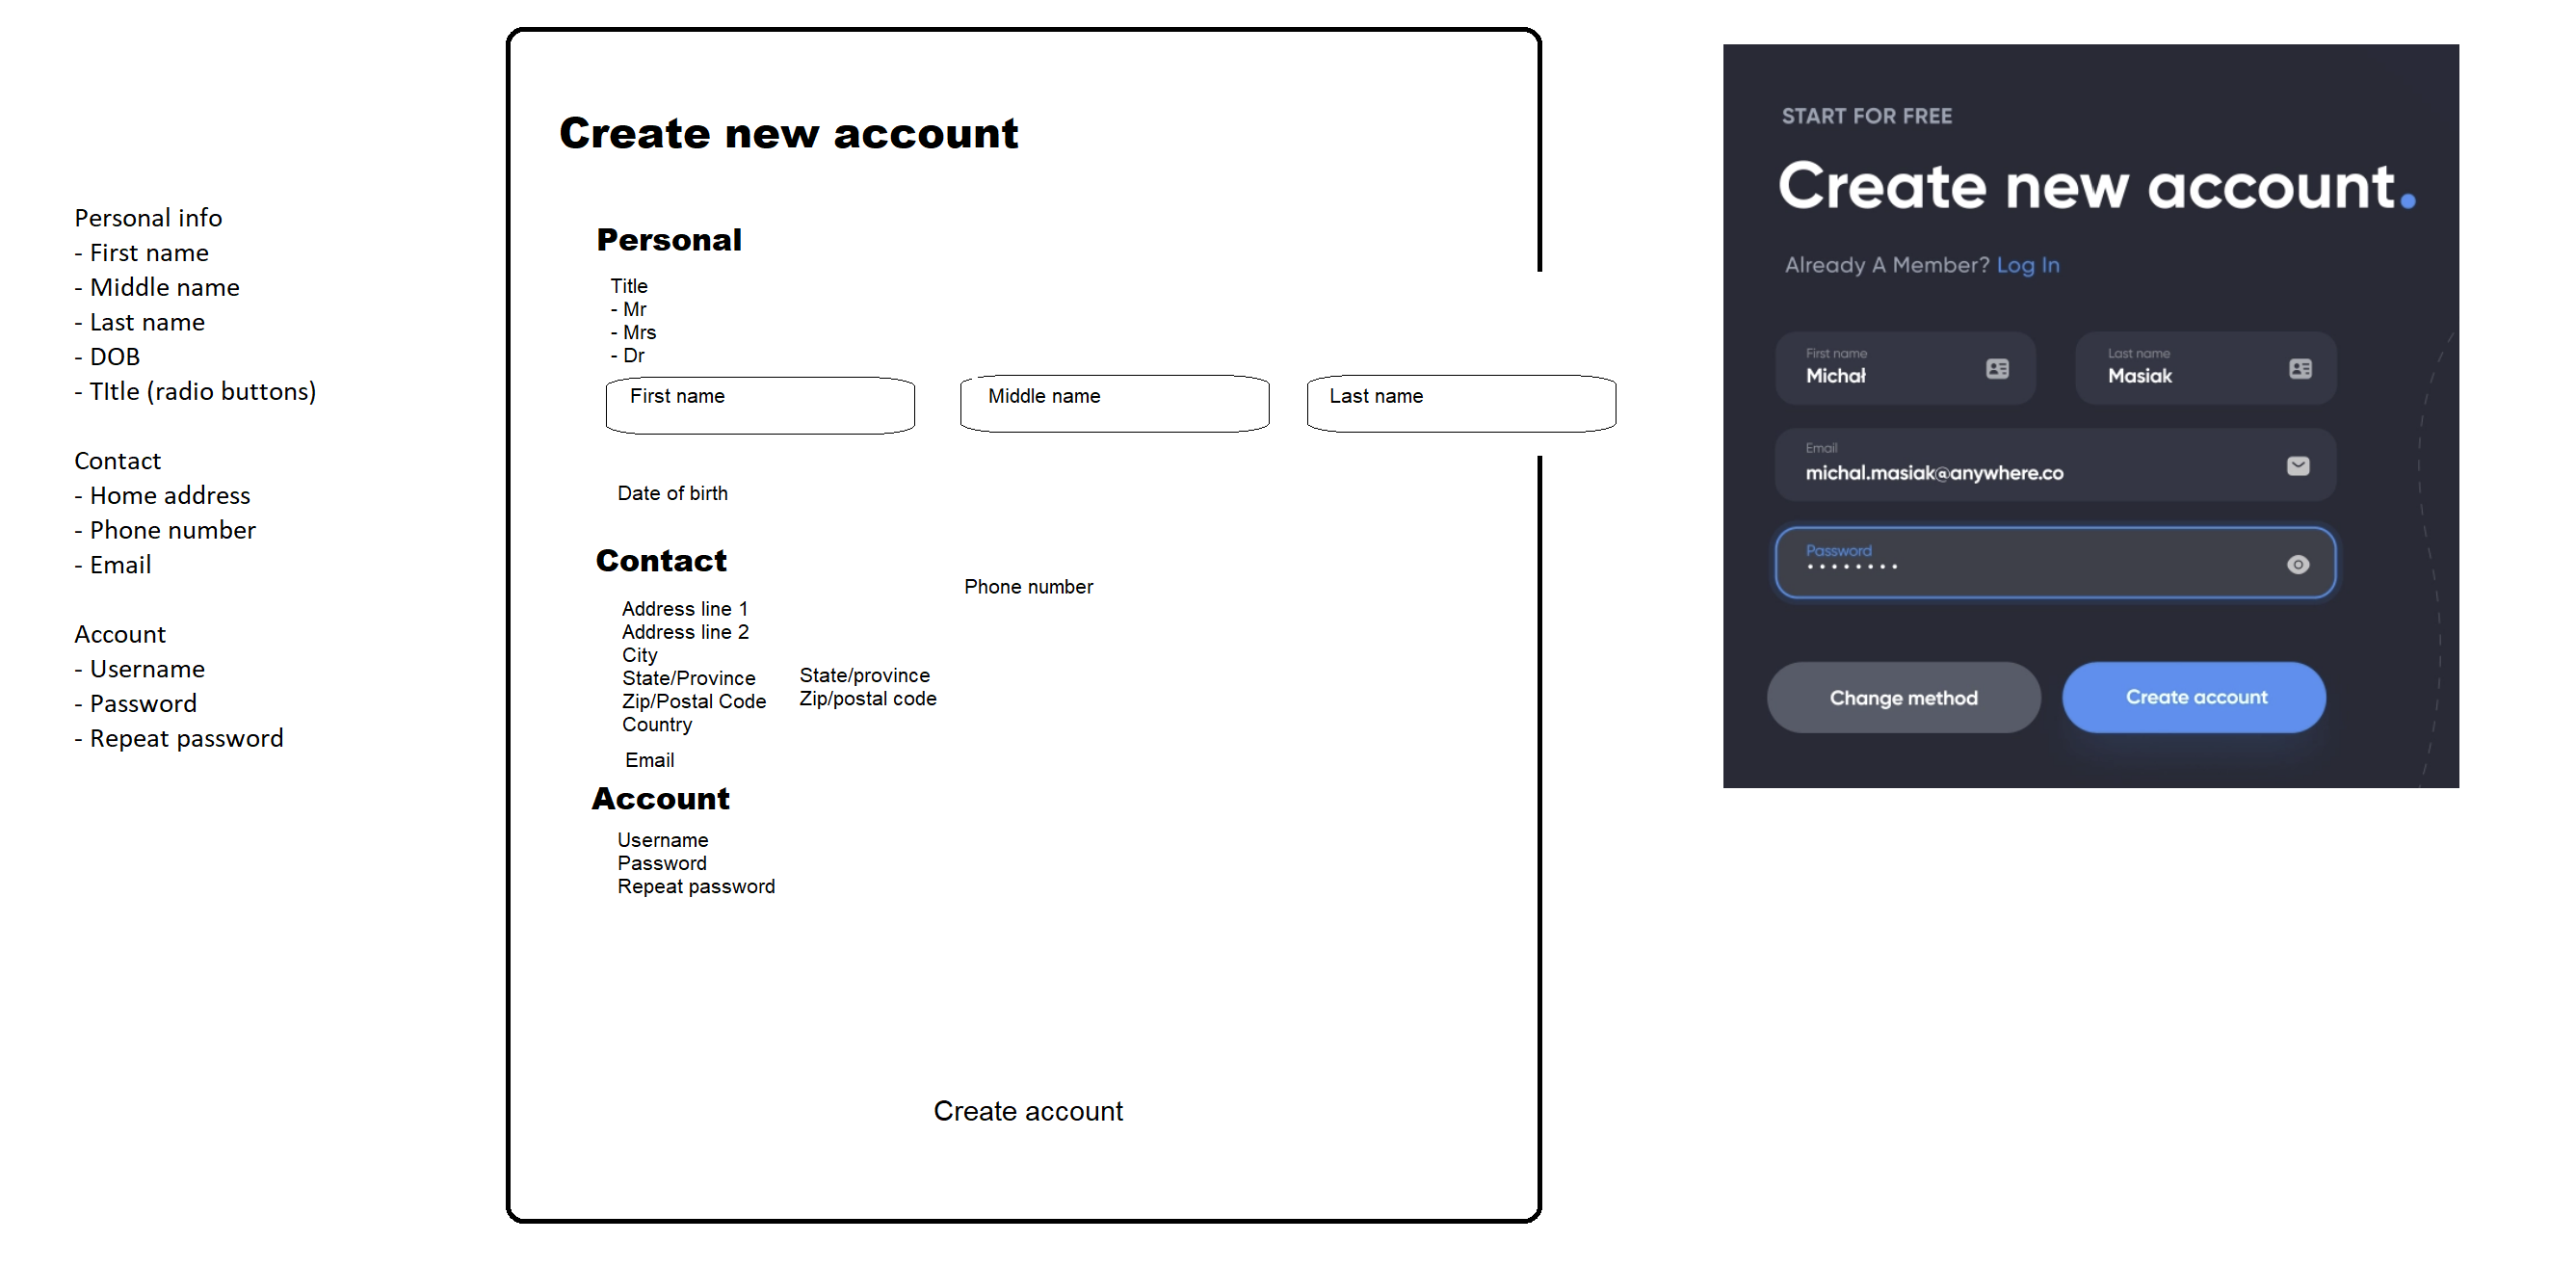 Personal info
- First name
- Middle name
- Last name
- DOB
- TItle (radio buttons)
Contact
- Home address
- Phone number
- Email
Account
- Username
- Password
- Repeat password
Create new account
Personal
Title
- Mr
- Mrs
- Dr
First name
Middle name
Last name
Date of birth
Contact
Phone number
Address line 1
Address line 2
City
State/Province
Zip/Postal Code
Country
State/province
Zip/postal code
Email
Account
Username
Password
Repeat password
Create account
START FOR FREE
Create new account.
Already A Member? Log In
First name
Michał
Last name
Masiak
Email
michal.masiak@anywhere.co
Password
••••••••
Change method
Create account